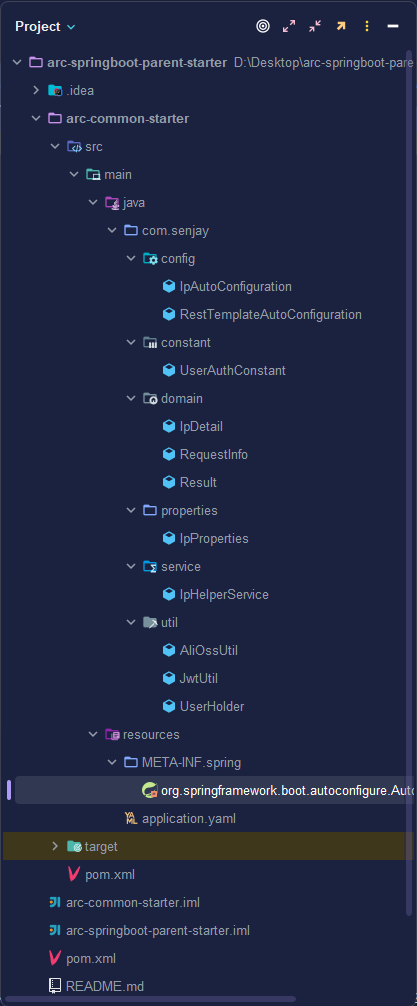 Project
arc-springboot-parent-starter D:\Desktop\arc-springboot-pare
.idea
arc-common-starter
src
main
java
com.senjay
config
IpAutoConfiguration
RestTemplateAutoConfiguration
constant
UserAuthConstant
domain
IpDetail
RequestInfo
Result
properties
IpProperties
service
IpHelperService
util
AliOssUtil
JwtUtil
UserHolder
resources
META-INF.spring
org.springframework.boot.autoconfigure.Auto
application.yaml
target
pom.xml
arc-common-starter.iml
arc-springboot-parent-starter.iml
pom.xml
README.md